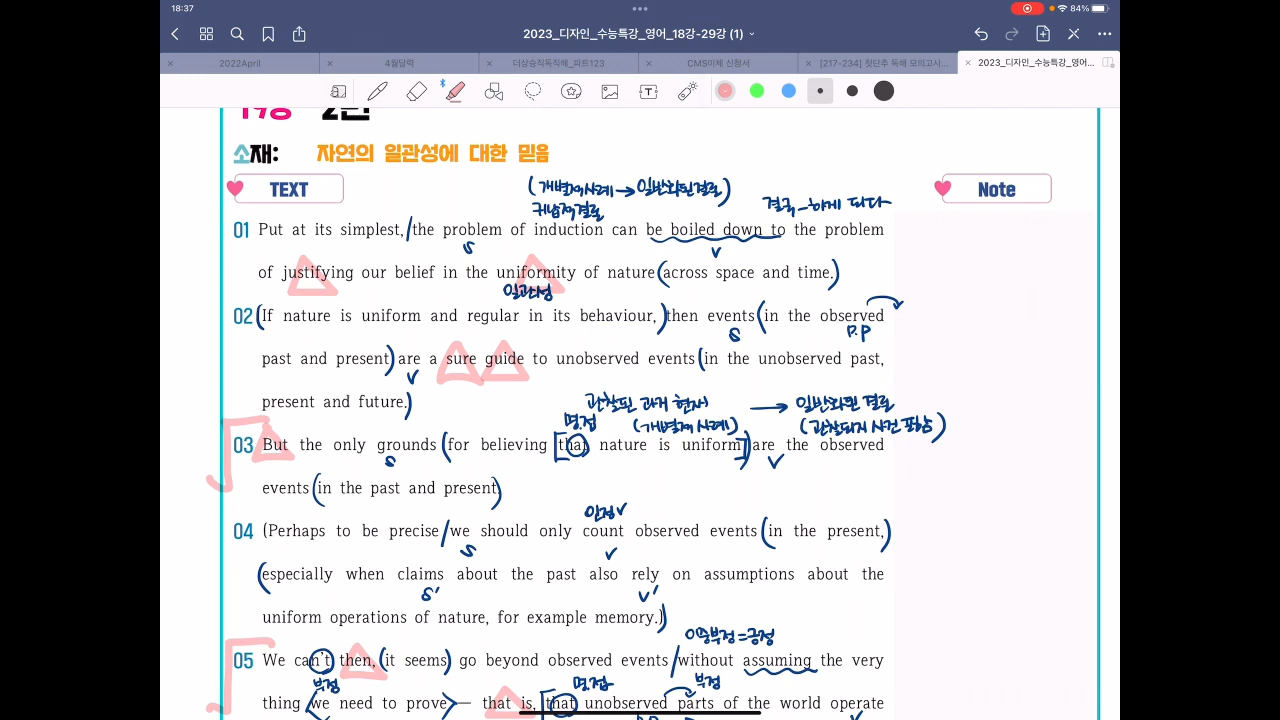 18:37
84%
2023_디자인_수능특강_영어_18강-29강 (1)
2022April
4월달력
더상승직독직해_파트123
CMS이체 신청서
[217-234] 첫단추 독해 모의고사...
2023_디자인_수능특강_영어...
19강 2번
소재: 자연의 일관성에 대한 믿음
TEXT
Note
(개별적사례→일반화된결론)
귀납적결론
결국 ~하게 되다
01 Put at its simplest, the problem of induction can be boiled down to the problem
S
V
of justifying our belief in the uniformity of nature (across space and time.)
일관성
02 (If nature is uniform and regular in its behaviour,) then events (in the observed
S
P.P
past and present) are a sure guide to unobserved events (in the unobserved past,
V
present and future.)
관찰된 과거 현재 → 일반화된 결론
명접 (개별적 사례) (관찰되지 사건 포함)
03 But the only grounds (for believing [that nature is uniform]) are the observed
S
V
events (in the past and present)
인정V
04 (Perhaps to be precise/we should only count observed events (in the present,)
S
V
(especially when claims about the past also rely on assumptions about the
S'
V'
uniform operations of nature, for example memory.)
이중부정=긍정
05 We can't then, (it seems) go beyond observed events /without assuming the very
부정
명접
부정
thing <we need to prove> — that is, [that unobserved parts of the world operate